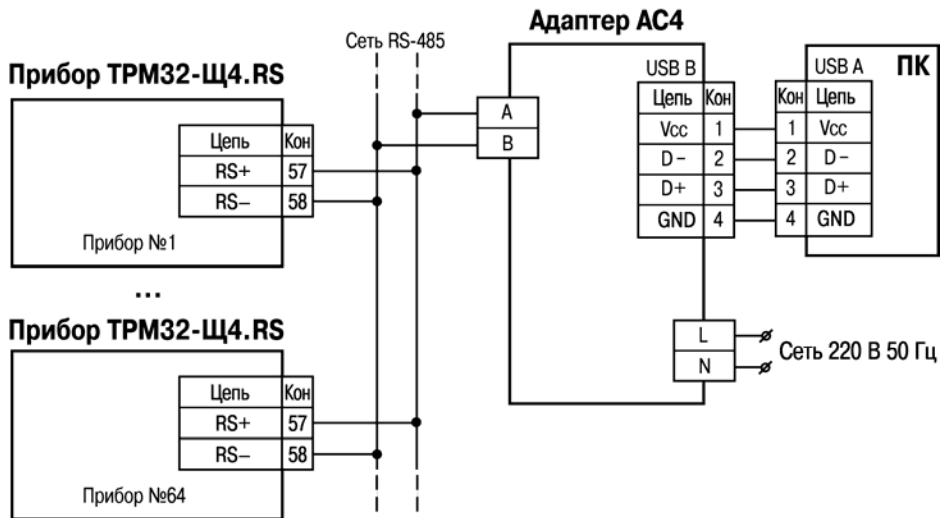 Адаптер АС4
Сеть RS-485
Прибор ТРМ32-Щ4.RS
Цепь Кон
RS+ 57
RS– 58
Прибор №1
...
Прибор ТРМ32-Щ4.RS
Цепь Кон
RS+ 57
RS– 58
Прибор №64
A
B
USB B
Цепь Кон
Vcc 1
D- 2
D+ 3
GND 4
USB A
ПК
Кон Цепь
1 Vcc
2 D-
3 D+
4 GND
L
N
Сеть 220 В 50 Гц